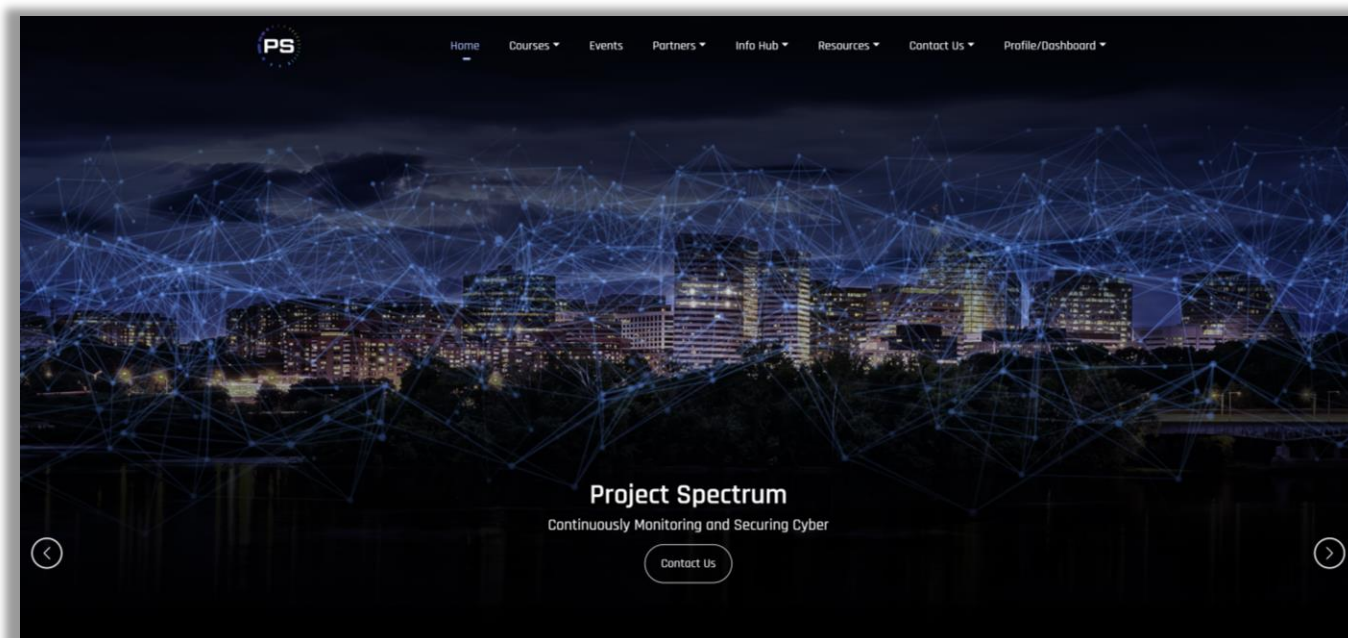 PS
Home Courses Events Partners Info Hub Resources Contact Us Profile/Dashboard
Project Spectrum
Continuously Monitoring and Securing Cyber
Contact Us